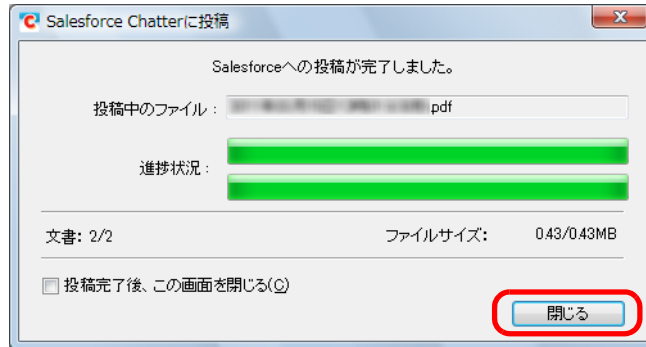 Salesforce Chatterに投稿
Salesforceへの投稿が完了しました。
投稿中のファイル： .pdf
進捗状況：
文書: 2/2 ファイルサイズ: 0.43/0.43MB
投稿完了後、この画面を閉じる(C)
閉じる